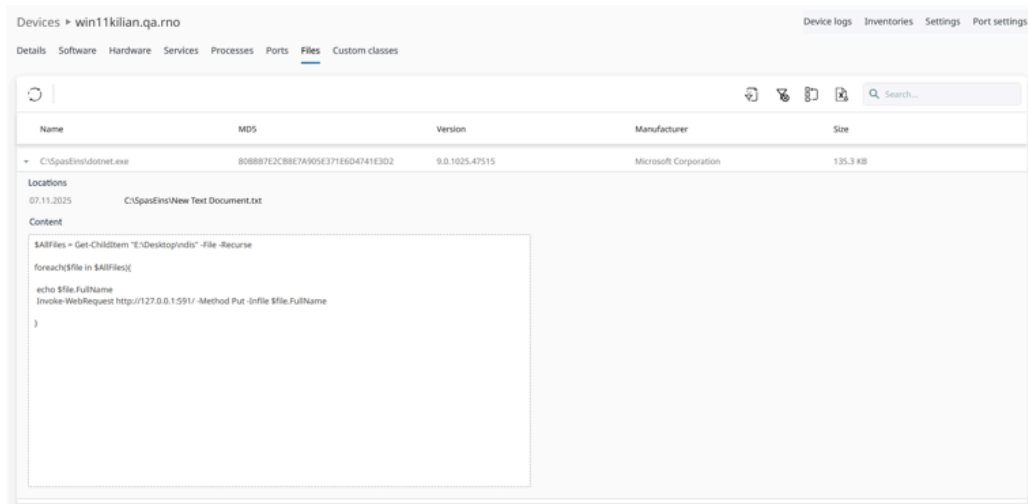 Devices ▸ win11kilian.qa.rno
Device logs Inventories Settings Port settings
Details Software Hardware Services Processes Ports Files Custom classes
Search...
Name MD5 Version Manufacturer Size
C:\SpasEins\dotnet.exe 80B8B7E2CB8E7A905E371E6D4741E3D2 9.0.1025.47515 Microsoft Corporation 135.3 KB
Locations
07.11.2025 C:\SpasEins\New Text Document.txt
Content
$AllFiles = Get-ChildItem "E:\Desktop\ndis" -File -Recurse
foreach($file in $AllFiles){
echo $file.FullName
Invoke-WebRequest http://127.0.0.1:591/ -Method Put -Infile $file.FullName
}